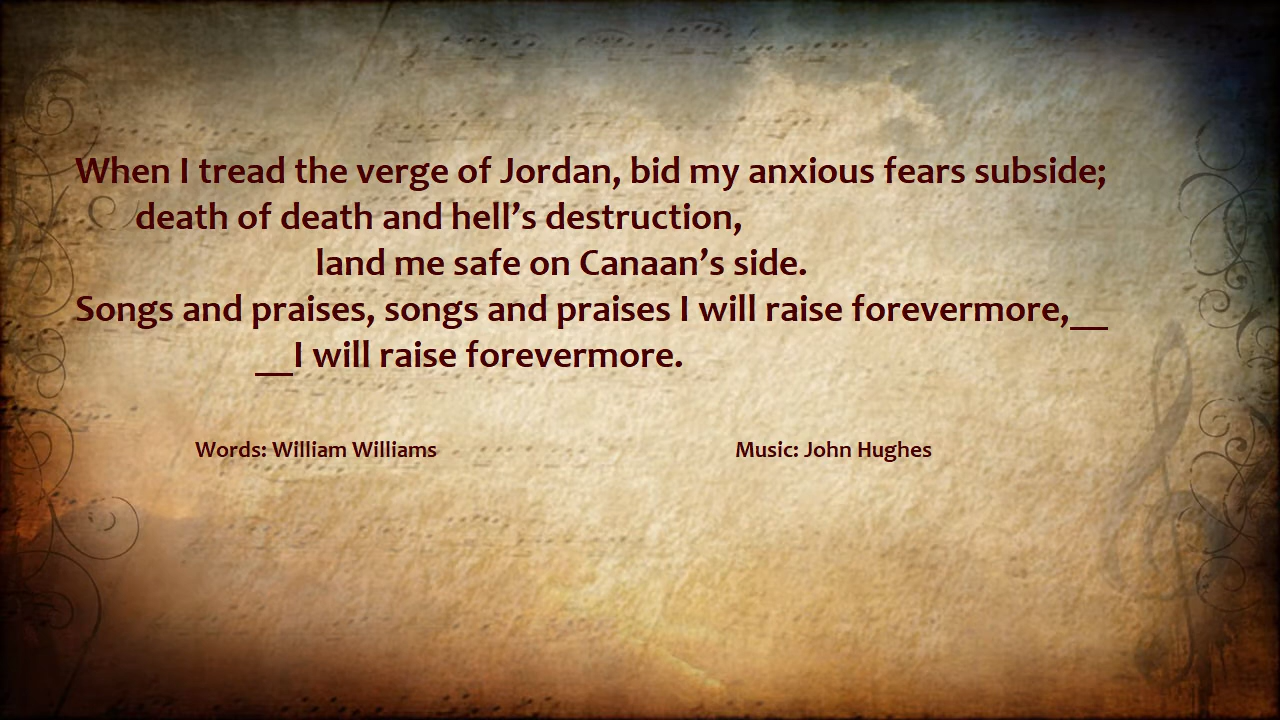 When I tread the verge of Jordan, bid my anxious fears subside;
death of death and hell’s destruction,
land me safe on Canaan’s side.
Songs and praises, songs and praises I will raise forevermore,__
__I will raise forevermore.
Words: William Williams Music: John Hughes